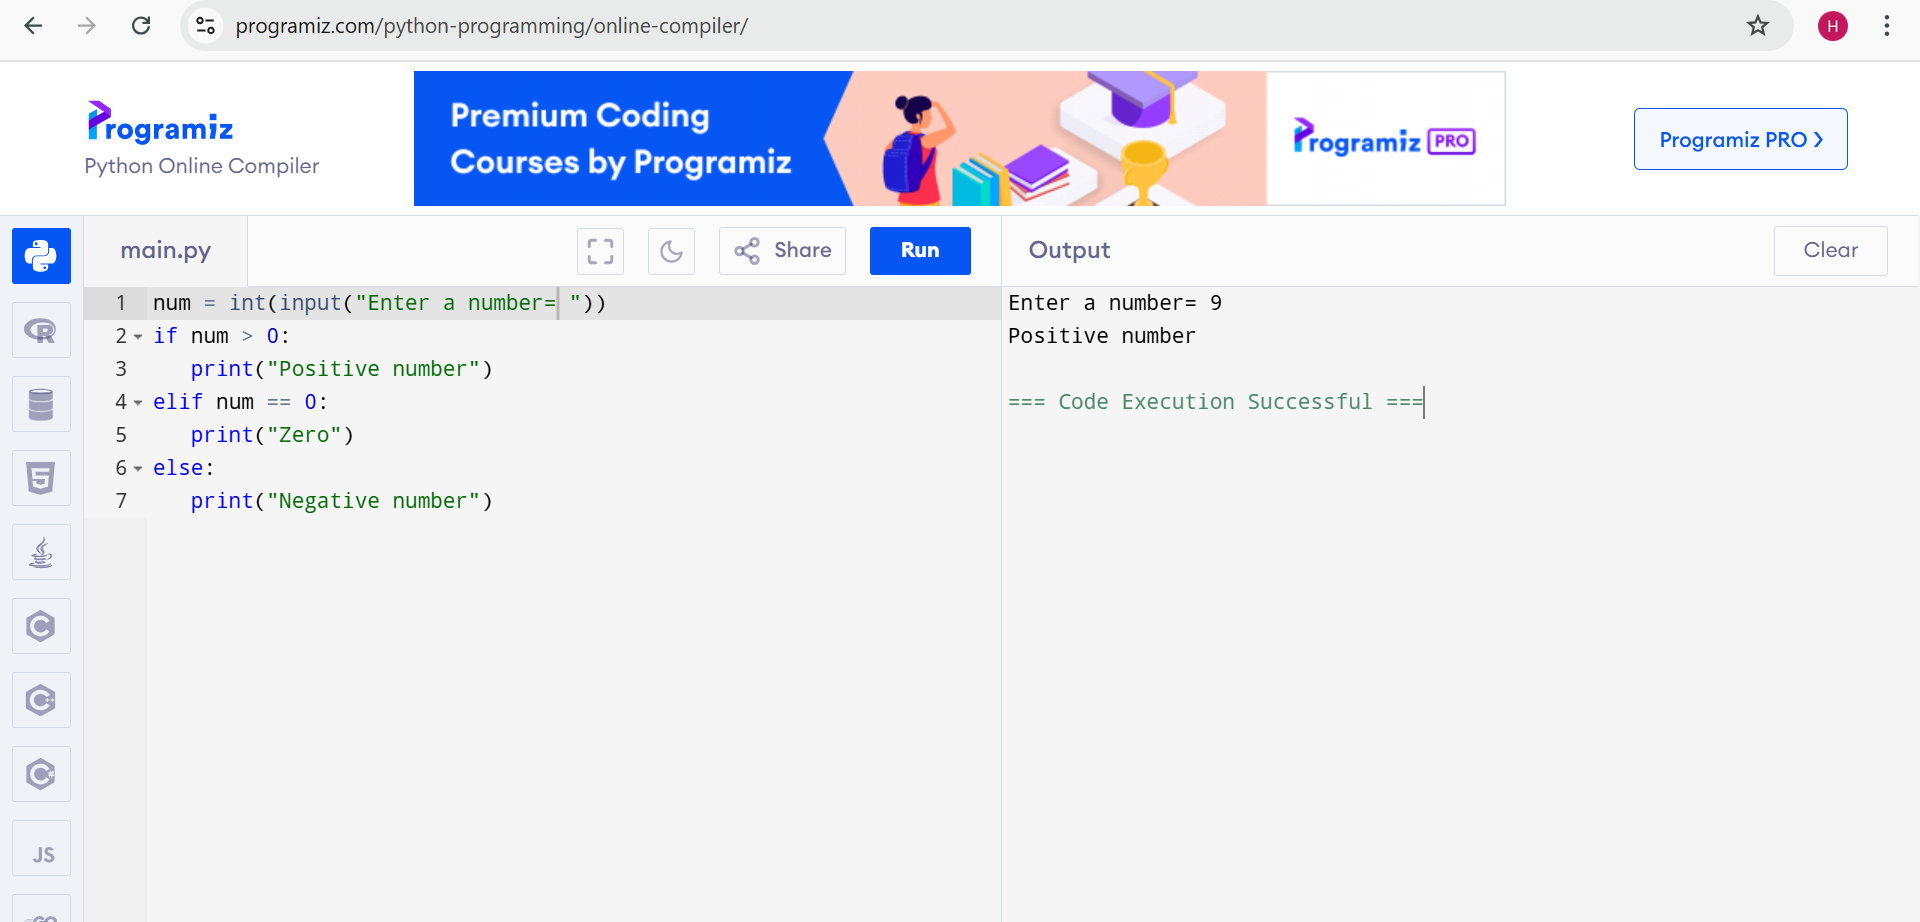 programiz.com/python-programming/online-compiler/
H
Programiz
Python Online Compiler
Premium Coding
Courses by Programiz
Programiz PRO
Programiz PRO ❯
main.py
Share
Run
Output
Clear
1 num = int(input("Enter a number= "))
2 if num > 0:
3    print("Positive number")
4 elif num == 0:
5    print("Zero")
6 else:
7    print("Negative number")
Enter a number= 9
Positive number
=== Code Execution Successful ===
R
5
C
C++
C#
JS
GO